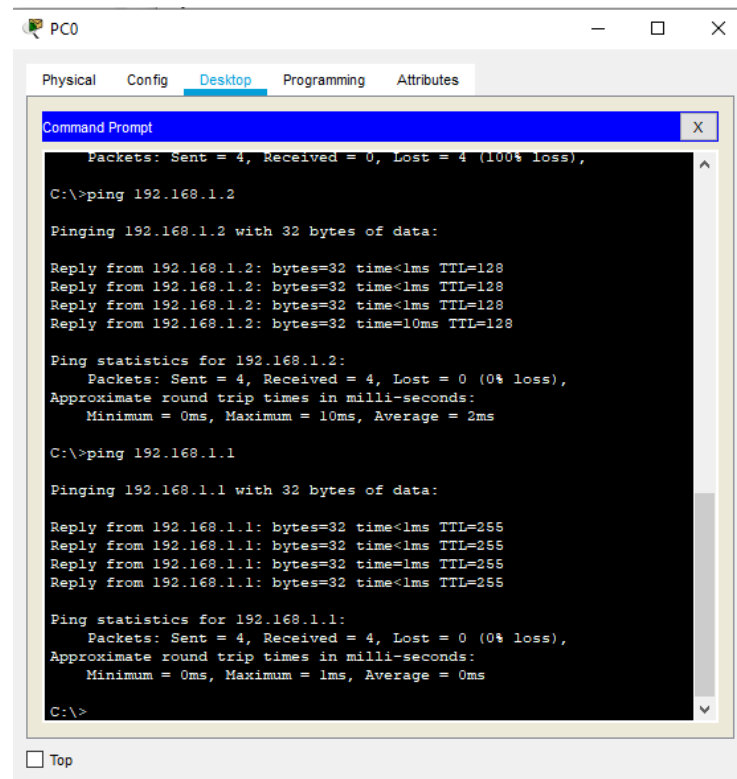 PC0
Physical Config Desktop Programming Attributes
Command Prompt X
Packets: Sent = 4, Received = 0, Lost = 4 (100% loss),
C:\>ping 192.168.1.2
Pinging 192.168.1.2 with 32 bytes of data:
Reply from 192.168.1.2: bytes=32 time<1ms TTL=128
Reply from 192.168.1.2: bytes=32 time<1ms TTL=128
Reply from 192.168.1.2: bytes=32 time<1ms TTL=128
Reply from 192.168.1.2: bytes=32 time=10ms TTL=128
Ping statistics for 192.168.1.2:
Packets: Sent = 4, Received = 4, Lost = 0 (0% loss),
Approximate round trip times in milli-seconds:
Minimum = 0ms, Maximum = 10ms, Average = 2ms
C:\>ping 192.168.1.1
Pinging 192.168.1.1 with 32 bytes of data:
Reply from 192.168.1.1: bytes=32 time<1ms TTL=255
Reply from 192.168.1.1: bytes=32 time<1ms TTL=255
Reply from 192.168.1.1: bytes=32 time=1ms TTL=255
Reply from 192.168.1.1: bytes=32 time<1ms TTL=255
Ping statistics for 192.168.1.1:
Packets: Sent = 4, Received = 4, Lost = 0 (0% loss),
Approximate round trip times in milli-seconds:
Minimum = 0ms, Maximum = 1ms, Average = 0ms
C:\>
Top